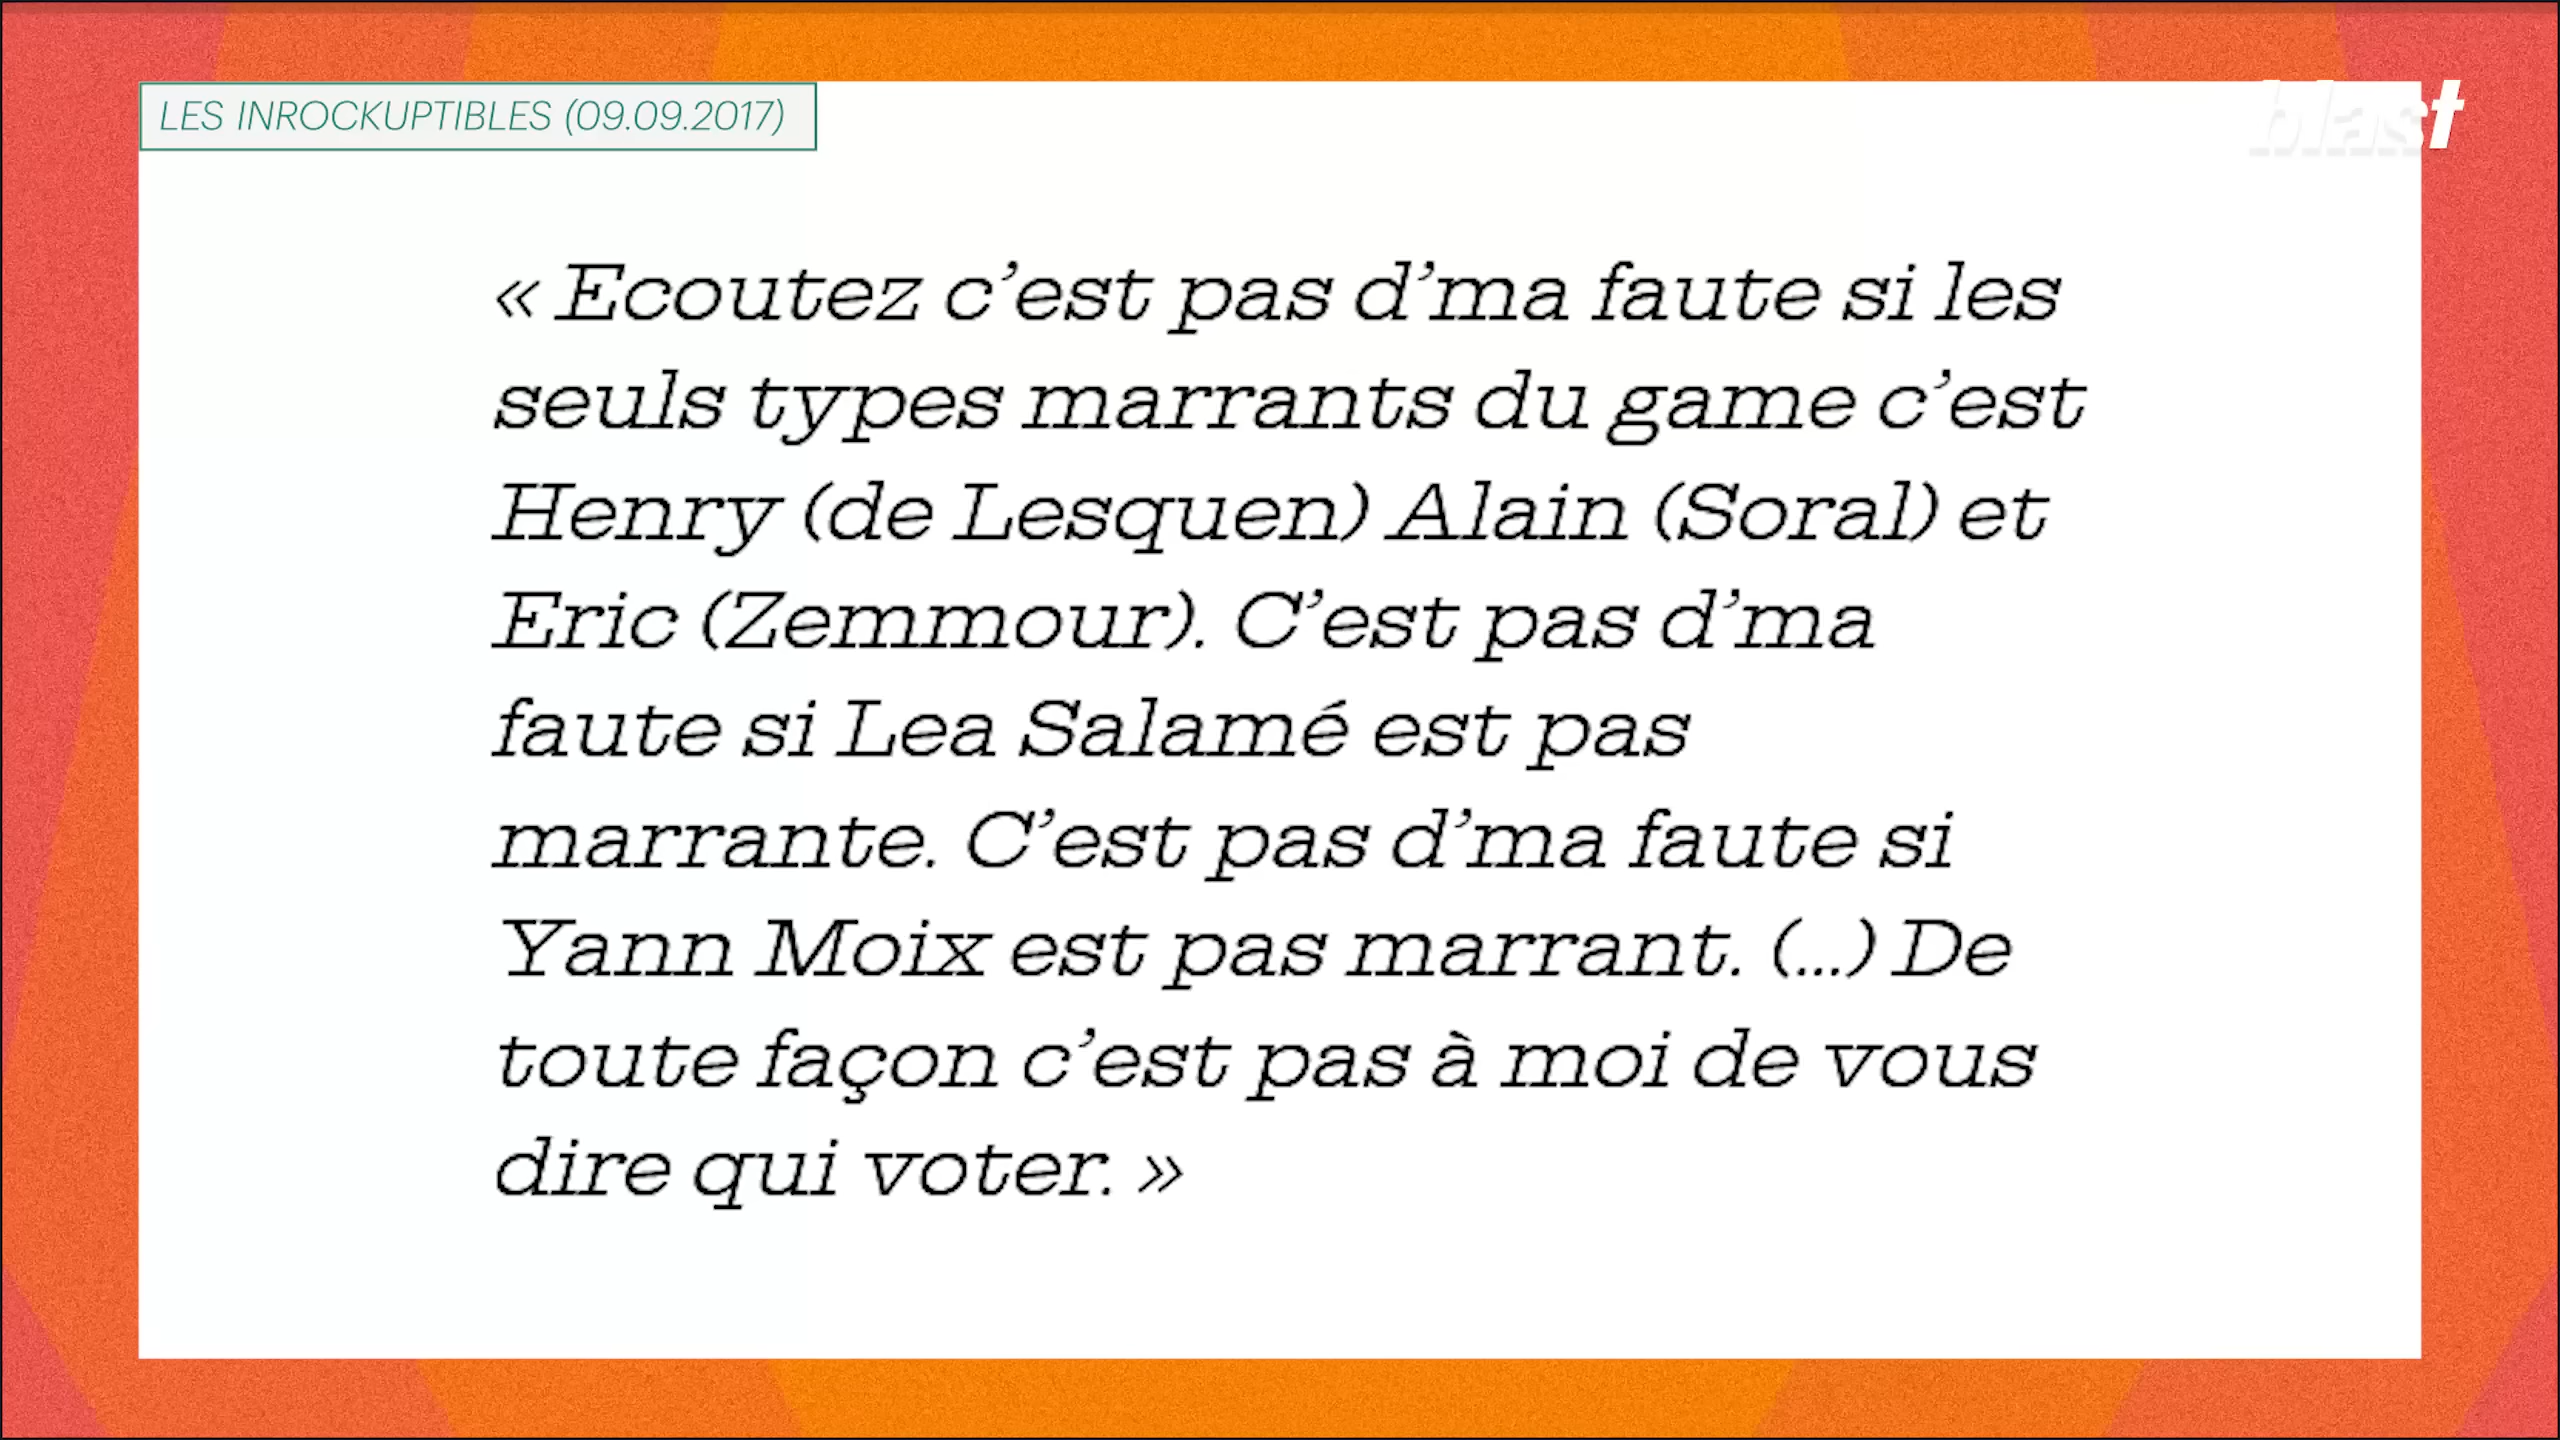 LES INROCKUPTIBLES (09.09.2017)
blast
« Ecoutez c’est pas d’ma faute si les
seuls types marrants du game c’est
Henry (de Lesquen) Alain (Soral) et
Eric (Zemmour). C’est pas d’ma
faute si Lea Salamé est pas
marrante. C’est pas d’ma faute si
Yann Moix est pas marrant. (...) De
toute façon c’est pas à moi de vous
dire qui voter. »